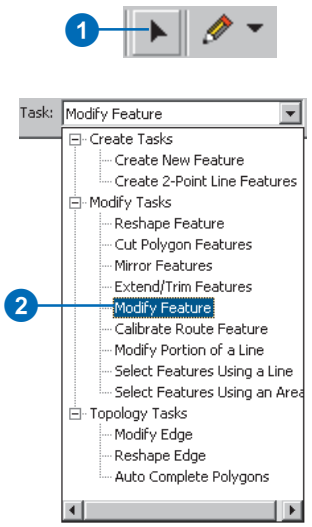 1
Task: Modify Feature
Create Tasks
Create New Feature
Create 2-Point Line Features
Modify Tasks
Reshape Feature
Cut Polygon Features
Mirror Features
Extend/Trim Features
2
Modify Feature
Calibrate Route Feature
Modify Portion of a Line
Select Features Using a Line
Select Features Using an Area
Topology Tasks
Modify Edge
Reshape Edge
Auto Complete Polygons